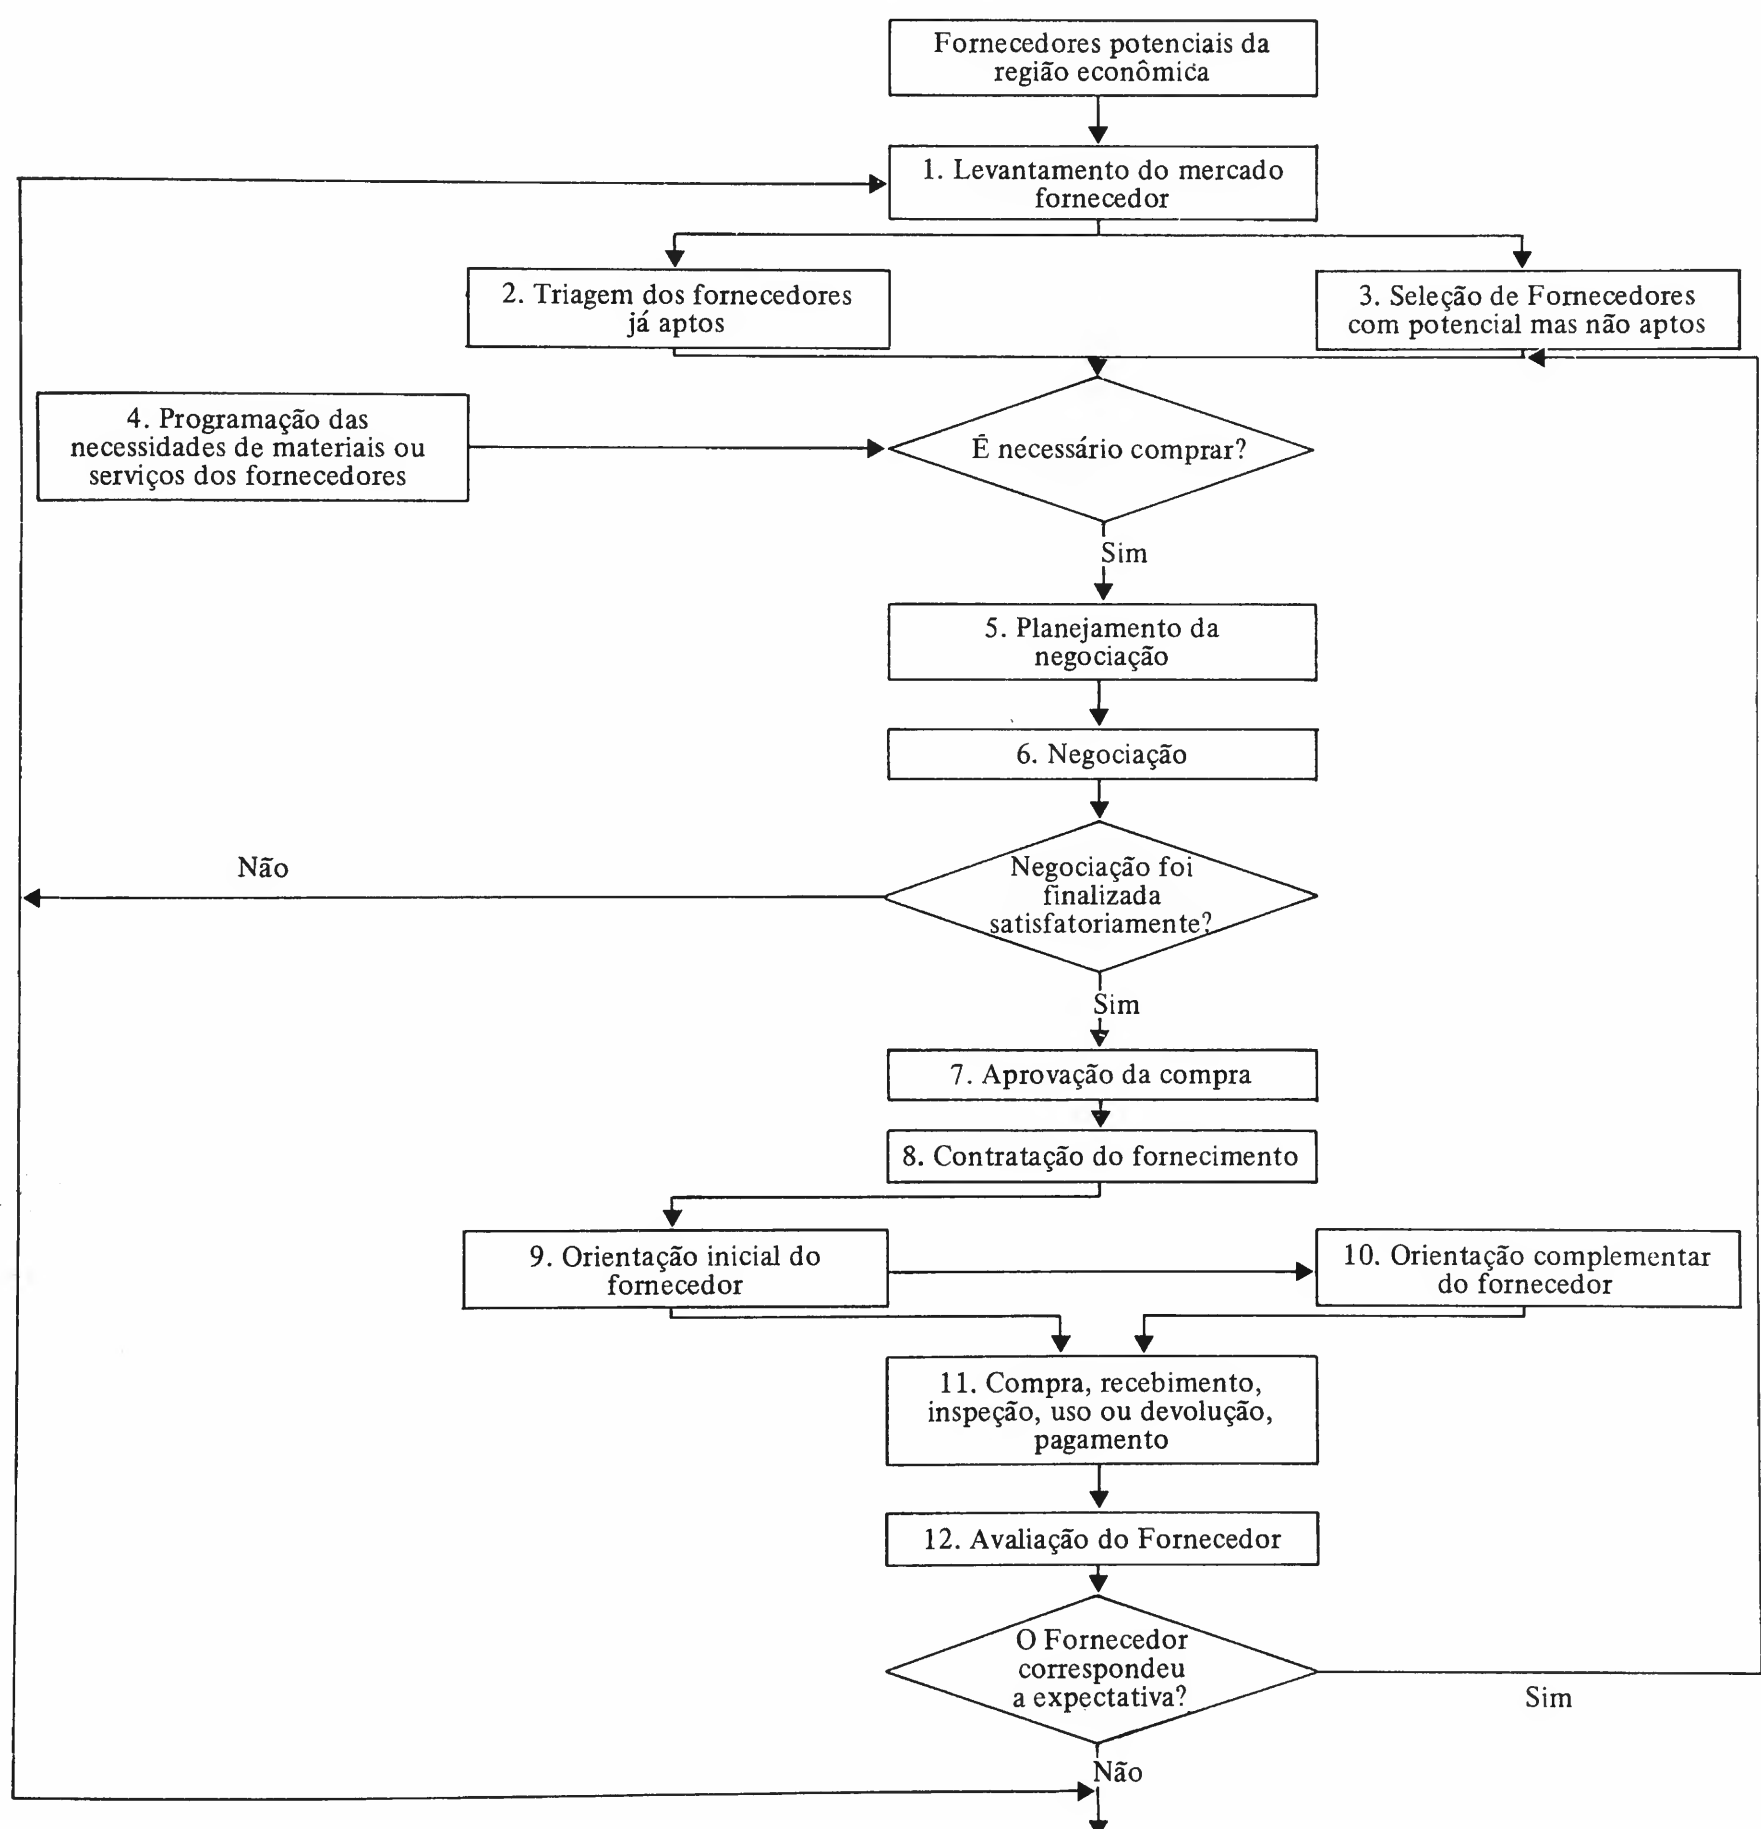 Fornecedores potenciais da
região econômica
1. Levantamento do mercado
fornecedor
2. Triagem dos fornecedores
já aptos
3. Seleção de Fornecedores
com potencial mas não aptos
4. Programação das
necessidades de materiais ou
serviços dos fornecedores
É necessário comprar?
Sim
5. Planejamento da
negociação
6. Negociação
Não
Negociação foi
finalizada
satisfatoriamente?
Sim
7. Aprovação da compra
8. Contratação do fornecimento
9. Orientação inicial do
fornecedor
10. Orientação complementar
do fornecedor
11. Compra, recebimento,
inspeção, uso ou devolução,
pagamento
12. Avaliação do Fornecedor
O Fornecedor
correspondeu
a expectativa?
Sim
Não